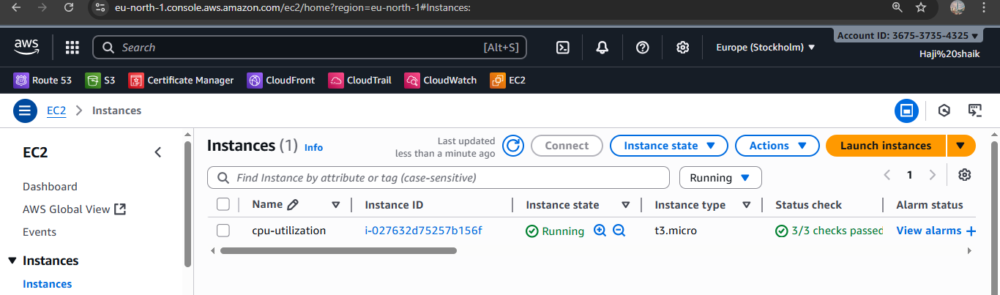 eu-north-1.console.aws.amazon.com/ec2/home?region=eu-north-1#Instances:
aws Search [Alt+S] Europe (Stockholm) Account ID: 3675-3735-4325
Haji%20shaik
Route 53 S3 Certificate Manager CloudFront CloudTrail CloudWatch EC2
EC2 Instances
EC2
Dashboard
AWS Global View
Events
Instances
Instances
Instances (1) Info Last updated less than a minute ago Connect Instance state Actions Launch instances
Find Instance by attribute or tag (case-sensitive) Running 1
Name Instance ID Instance state Instance type Status check Alarm status
cpu-utilization i-027632d75257b156f Running t3.micro 3/3 checks passed View alarms